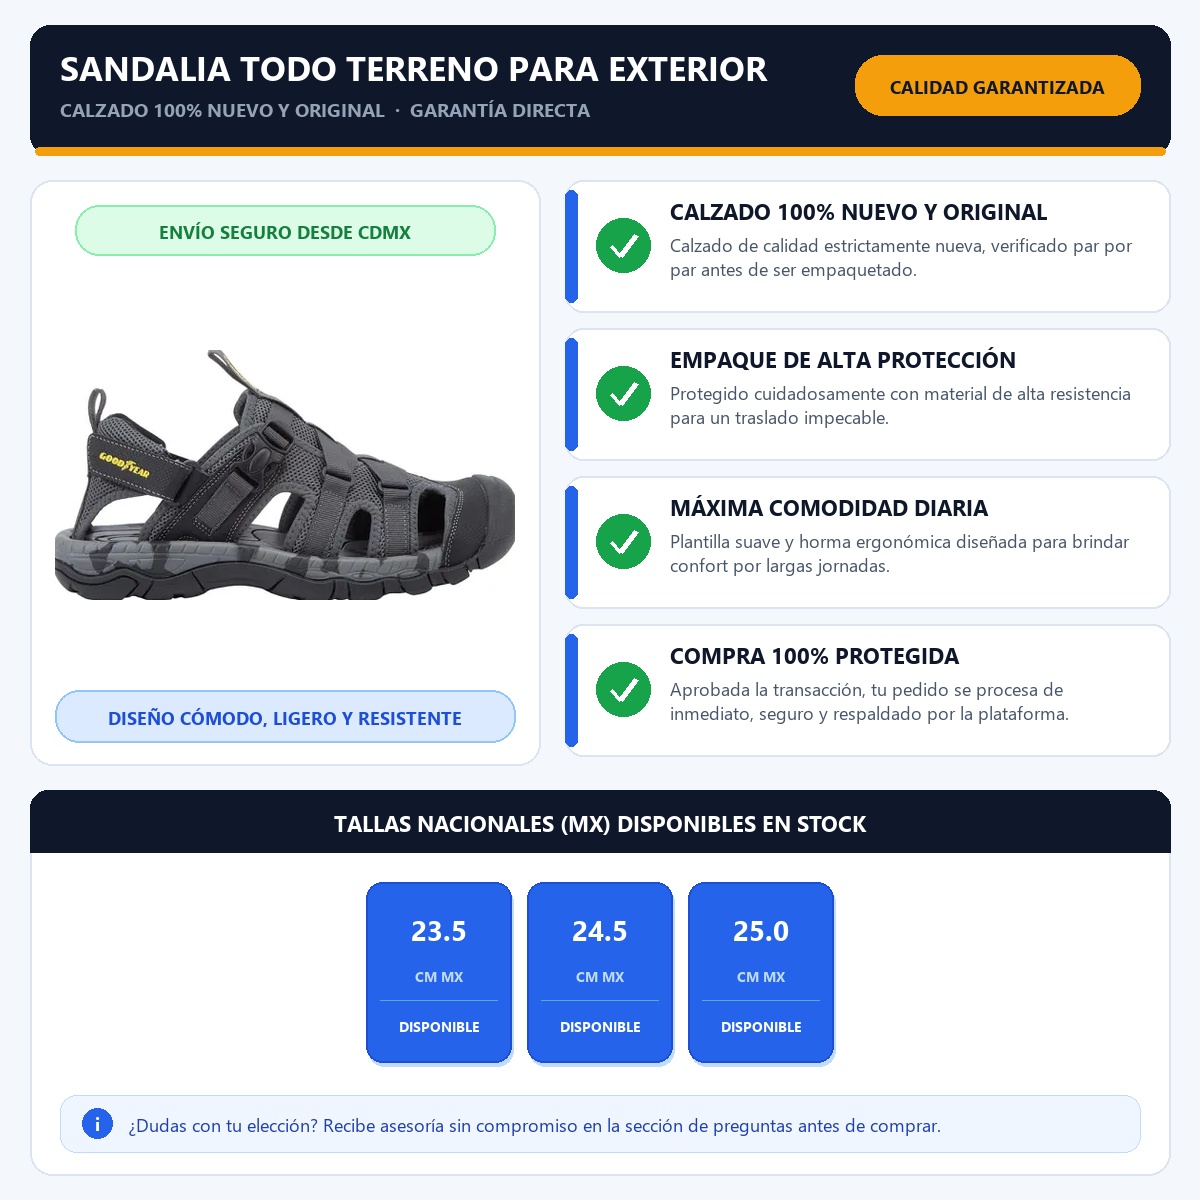 SANDALIA TODO TERRENO PARA EXTERIOR
CALZADO 100% NUEVO Y ORIGINAL · GARANTÍA DIRECTA
CALIDAD GARANTIZADA
ENVÍO SEGURO DESDE CDMX
GOODYEAR
DISEÑO CÓMODO, LIGERO Y RESISTENTE
CALZADO 100% NUEVO Y ORIGINAL
Calzado de calidad estrictamente nueva, verificado par por
par antes de ser empaquetado.
EMPAQUE DE ALTA PROTECCIÓN
Protegido cuidadosamente con material de alta resistencia
para un traslado impecable.
MÁXIMA COMODIDAD DIARIA
Plantilla suave y horma ergonómica diseñada para brindar
confort por largas jornadas.
COMPRA 100% PROTEGIDA
Aprobada la transacción, tu pedido se procesa de
inmediato, seguro y respaldado por la plataforma.
TALLAS NACIONALES (MX) DISPONIBLES EN STOCK
23.5
CM MX
DISPONIBLE
24.5
CM MX
DISPONIBLE
25.0
CM MX
DISPONIBLE
¿Dudas con tu elección? Recibe asesoría sin compromiso en la sección de preguntas antes de comprar.